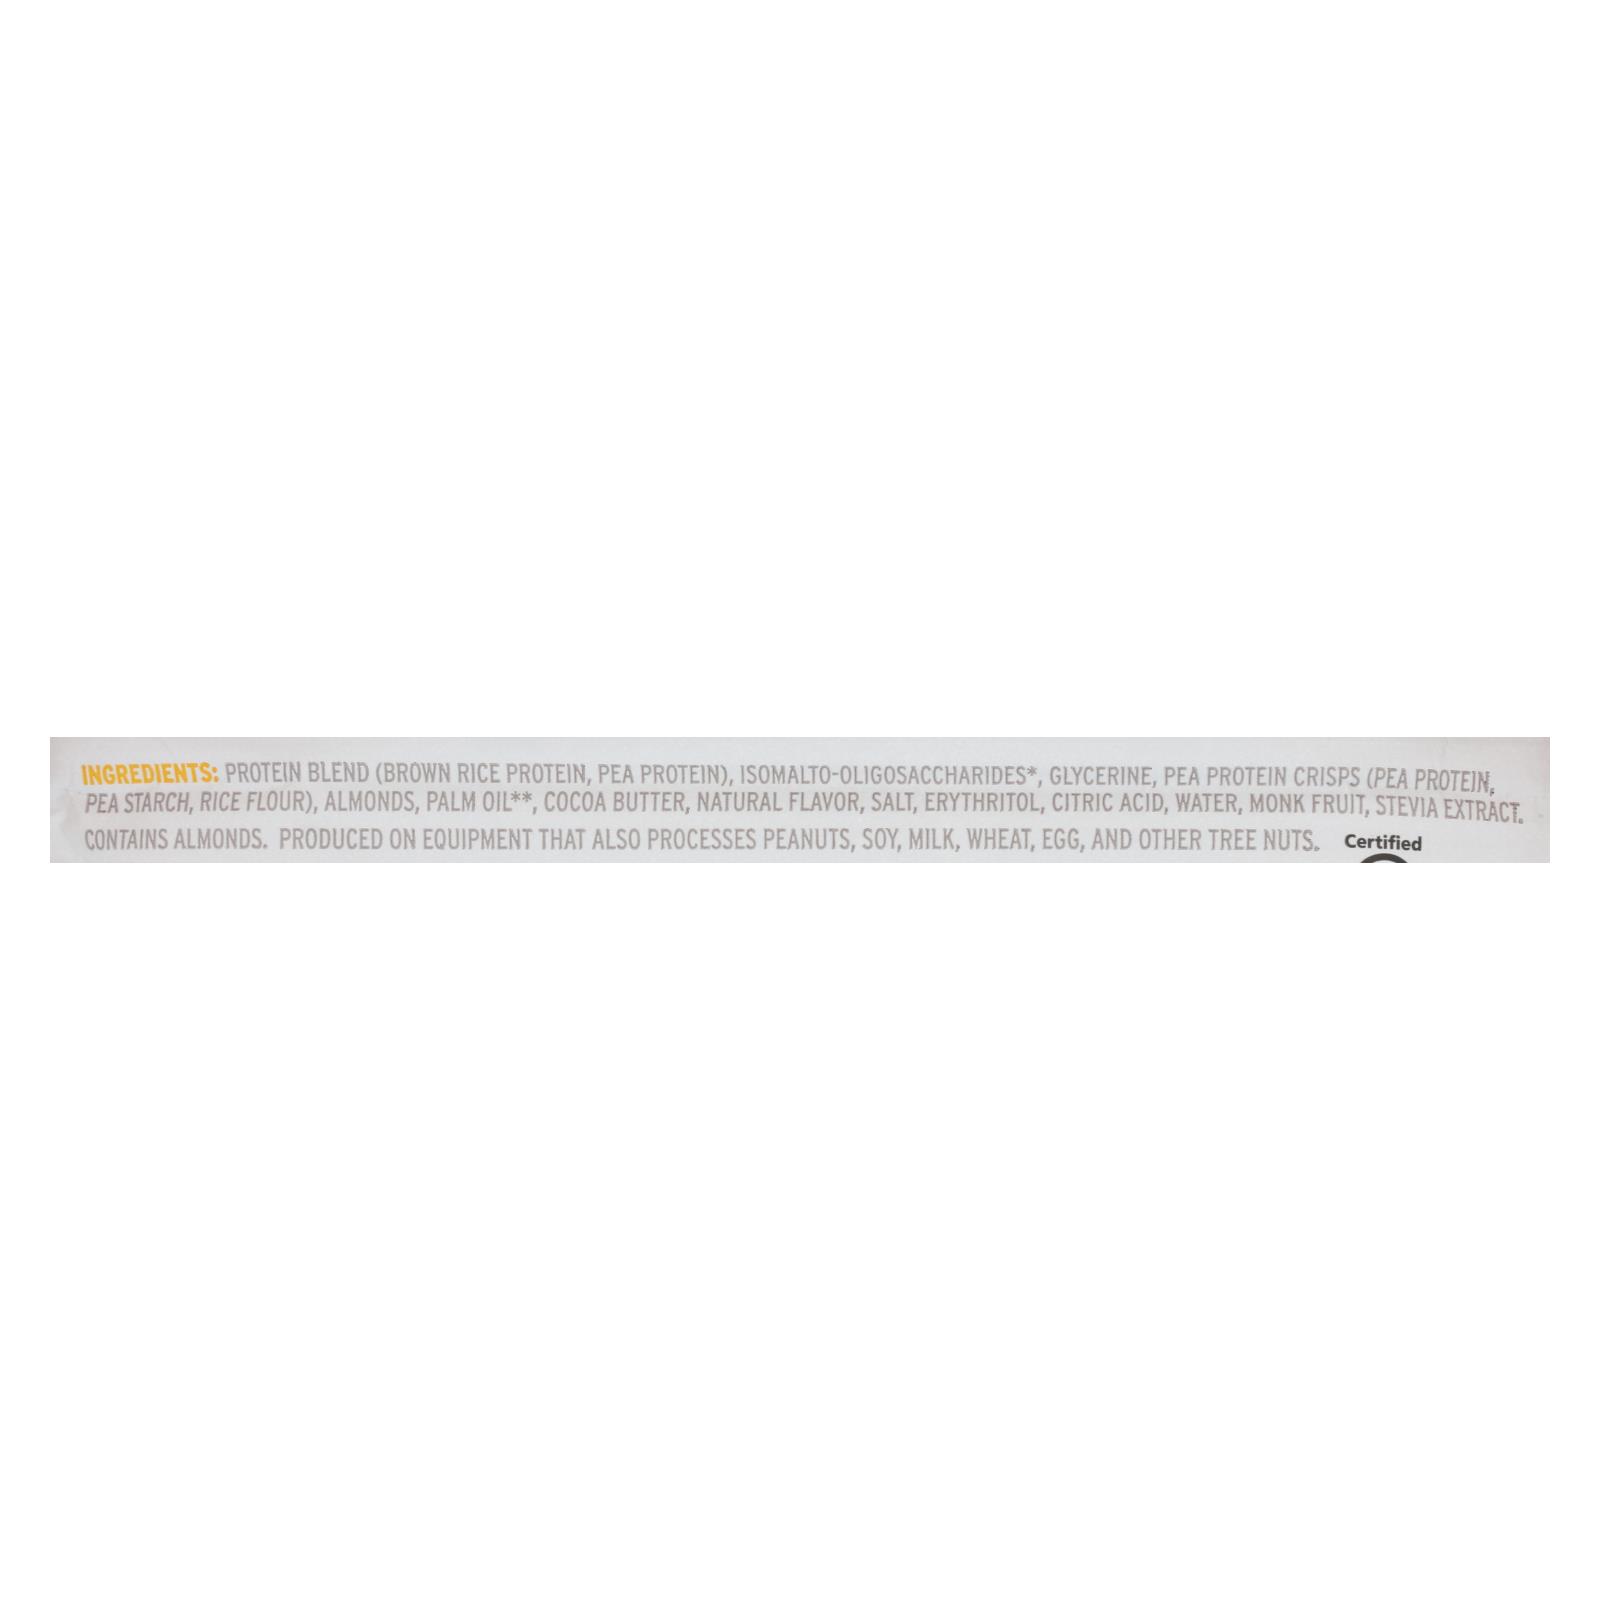 INGREDIENTS: PROTEIN BLEND (BROWN RICE PROTEIN, PEA PROTEIN), ISOMALTO-OLIGOSACCHARIDES*, GLYCERINE, PEA PROTEIN CRISPS (PEA PROTEIN,
PEA STARCH, RICE FLOUR), ALMONDS, PALM OIL**, COCOA BUTTER, NATURAL FLAVOR, SALT, ERYTHRITOL, CITRIC ACID, WATER, MONK FRUIT, STEVIA EXTRACT.
CONTAINS ALMONDS. PRODUCED ON EQUIPMENT THAT ALSO PROCESSES PEANUTS, SOY, MILK, WHEAT, EGG, AND OTHER TREE NUTS.
Certified